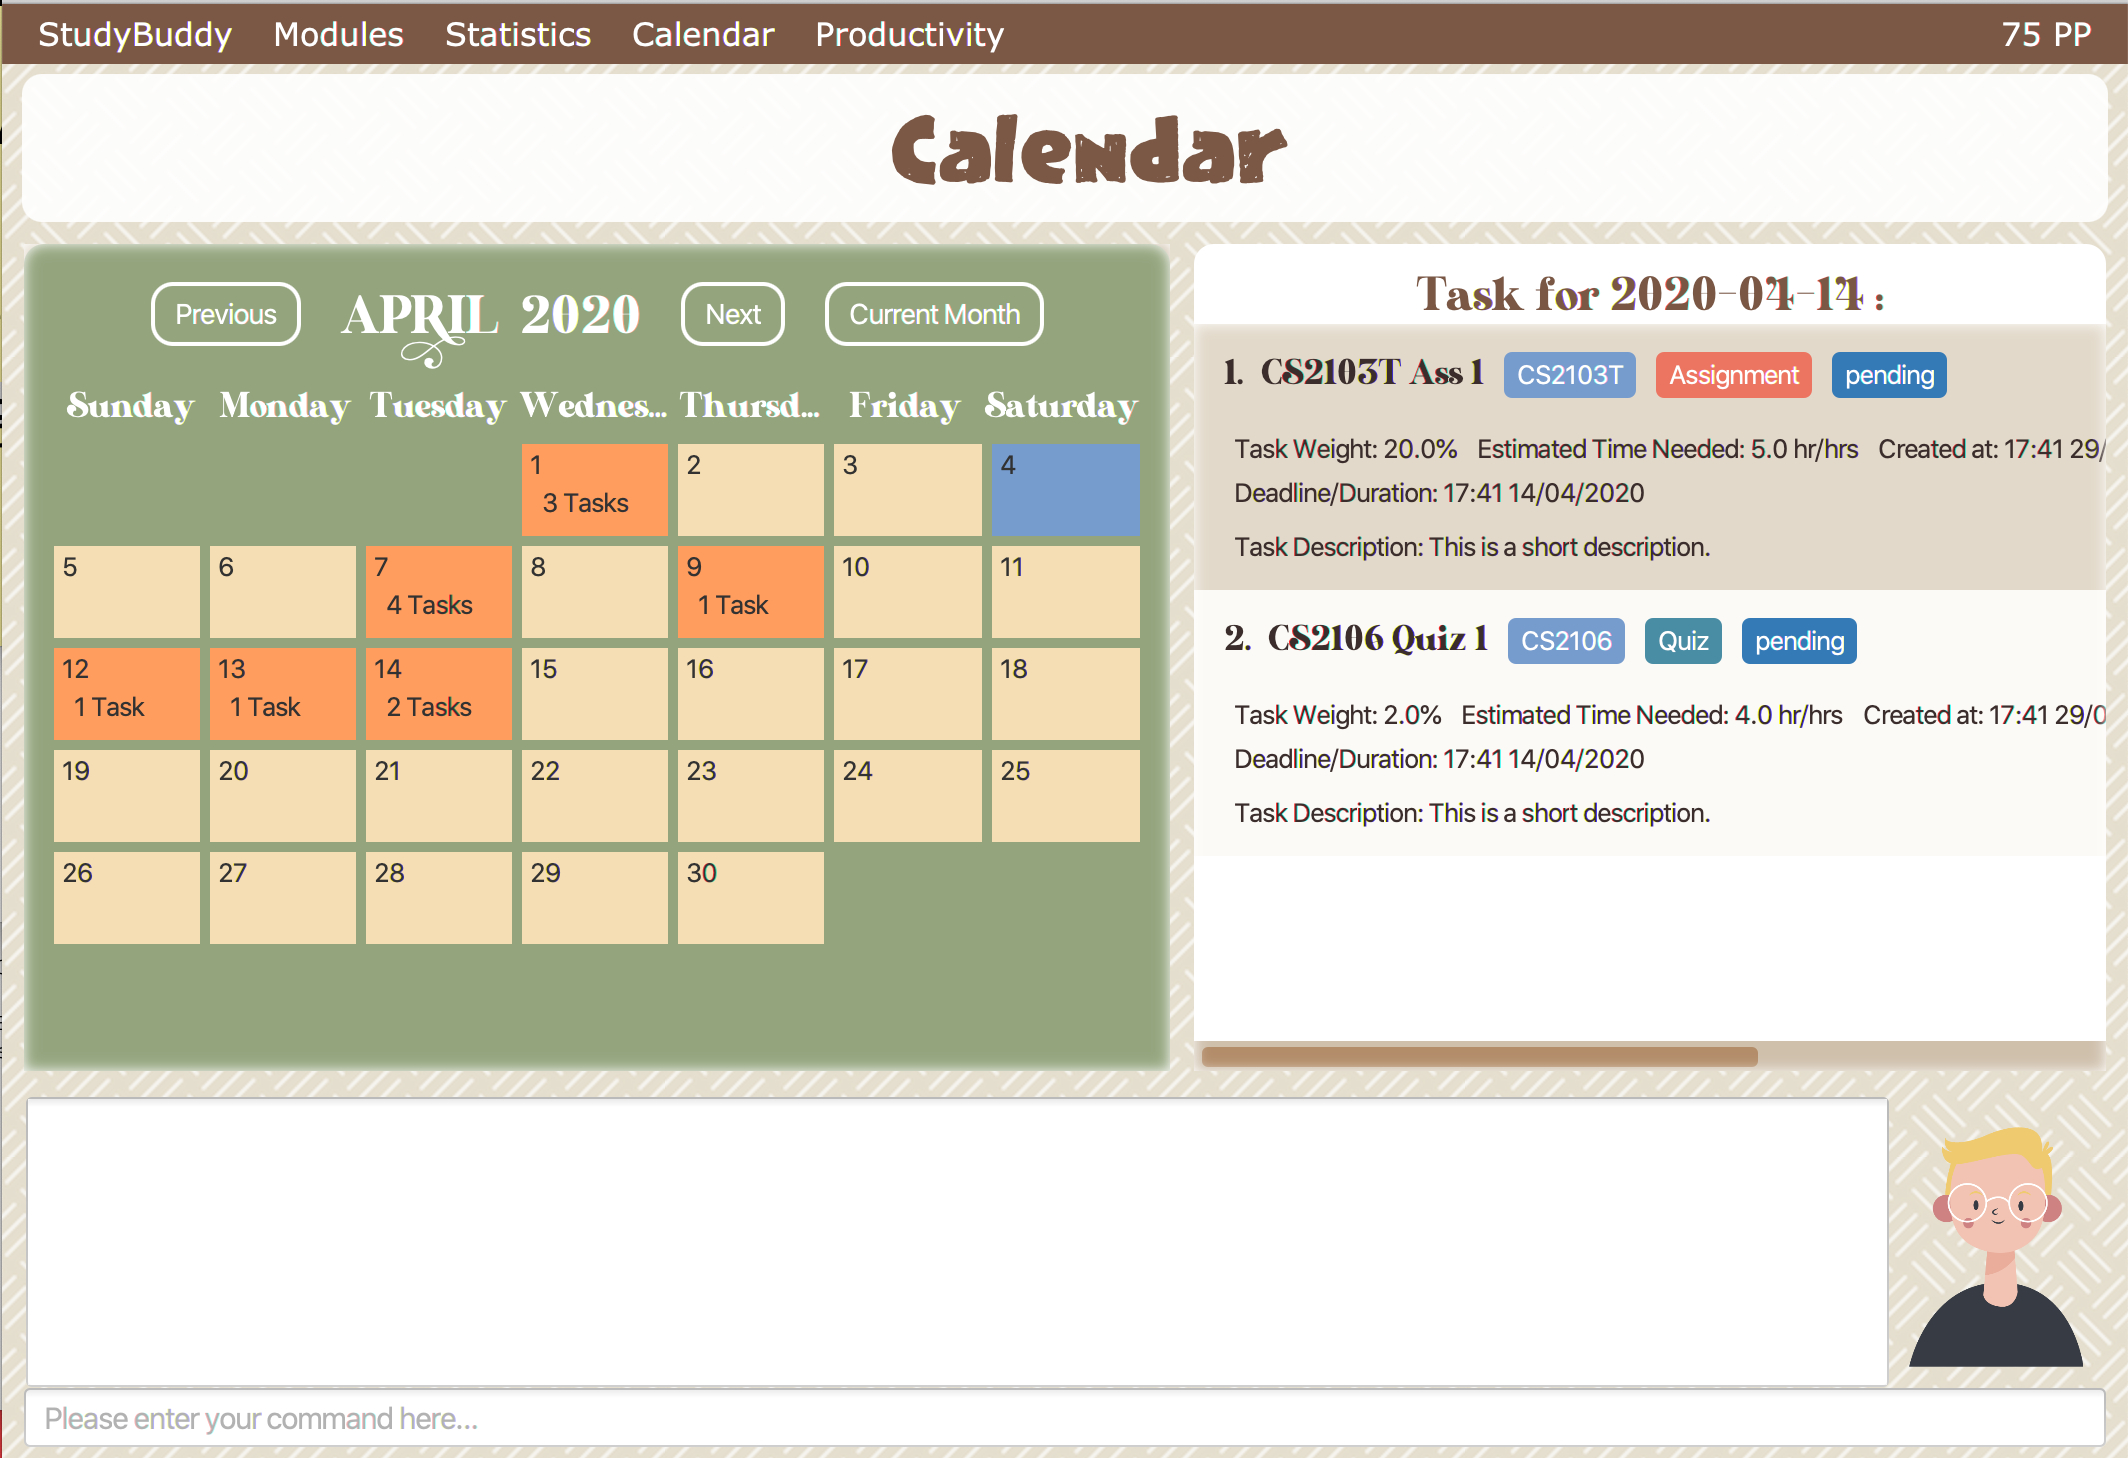 StudyBuddy Modules Statistics Calendar Productivity 75 PP
Calendar
Previous APRIL 2020 Next Current Month
Sunday Monday Tuesday Wednes... Thursd... Friday Saturday
1 2 3 4
3 Tasks
5 6 7 8 9 10 11
4 Tasks 1 Task
12 13 14 15 16 17 18
1 Task 1 Task 2 Tasks
19 20 21 22 23 24 25
26 27 28 29 30
Task for 2020-04-14 :
1. CS2103T Ass 1 CS2103T Assignment pending
Task Weight: 20.0% Estimated Time Needed: 5.0 hr/hrs Created at: 17:41 29/
Deadline/Duration: 17:41 14/04/2020
Task Description: This is a short description.
2. CS2106 Quiz 1 CS2106 Quiz pending
Task Weight: 2.0% Estimated Time Needed: 4.0 hr/hrs Created at: 17:41 29/0
Deadline/Duration: 17:41 14/04/2020
Task Description: This is a short description.
Please enter your command here...